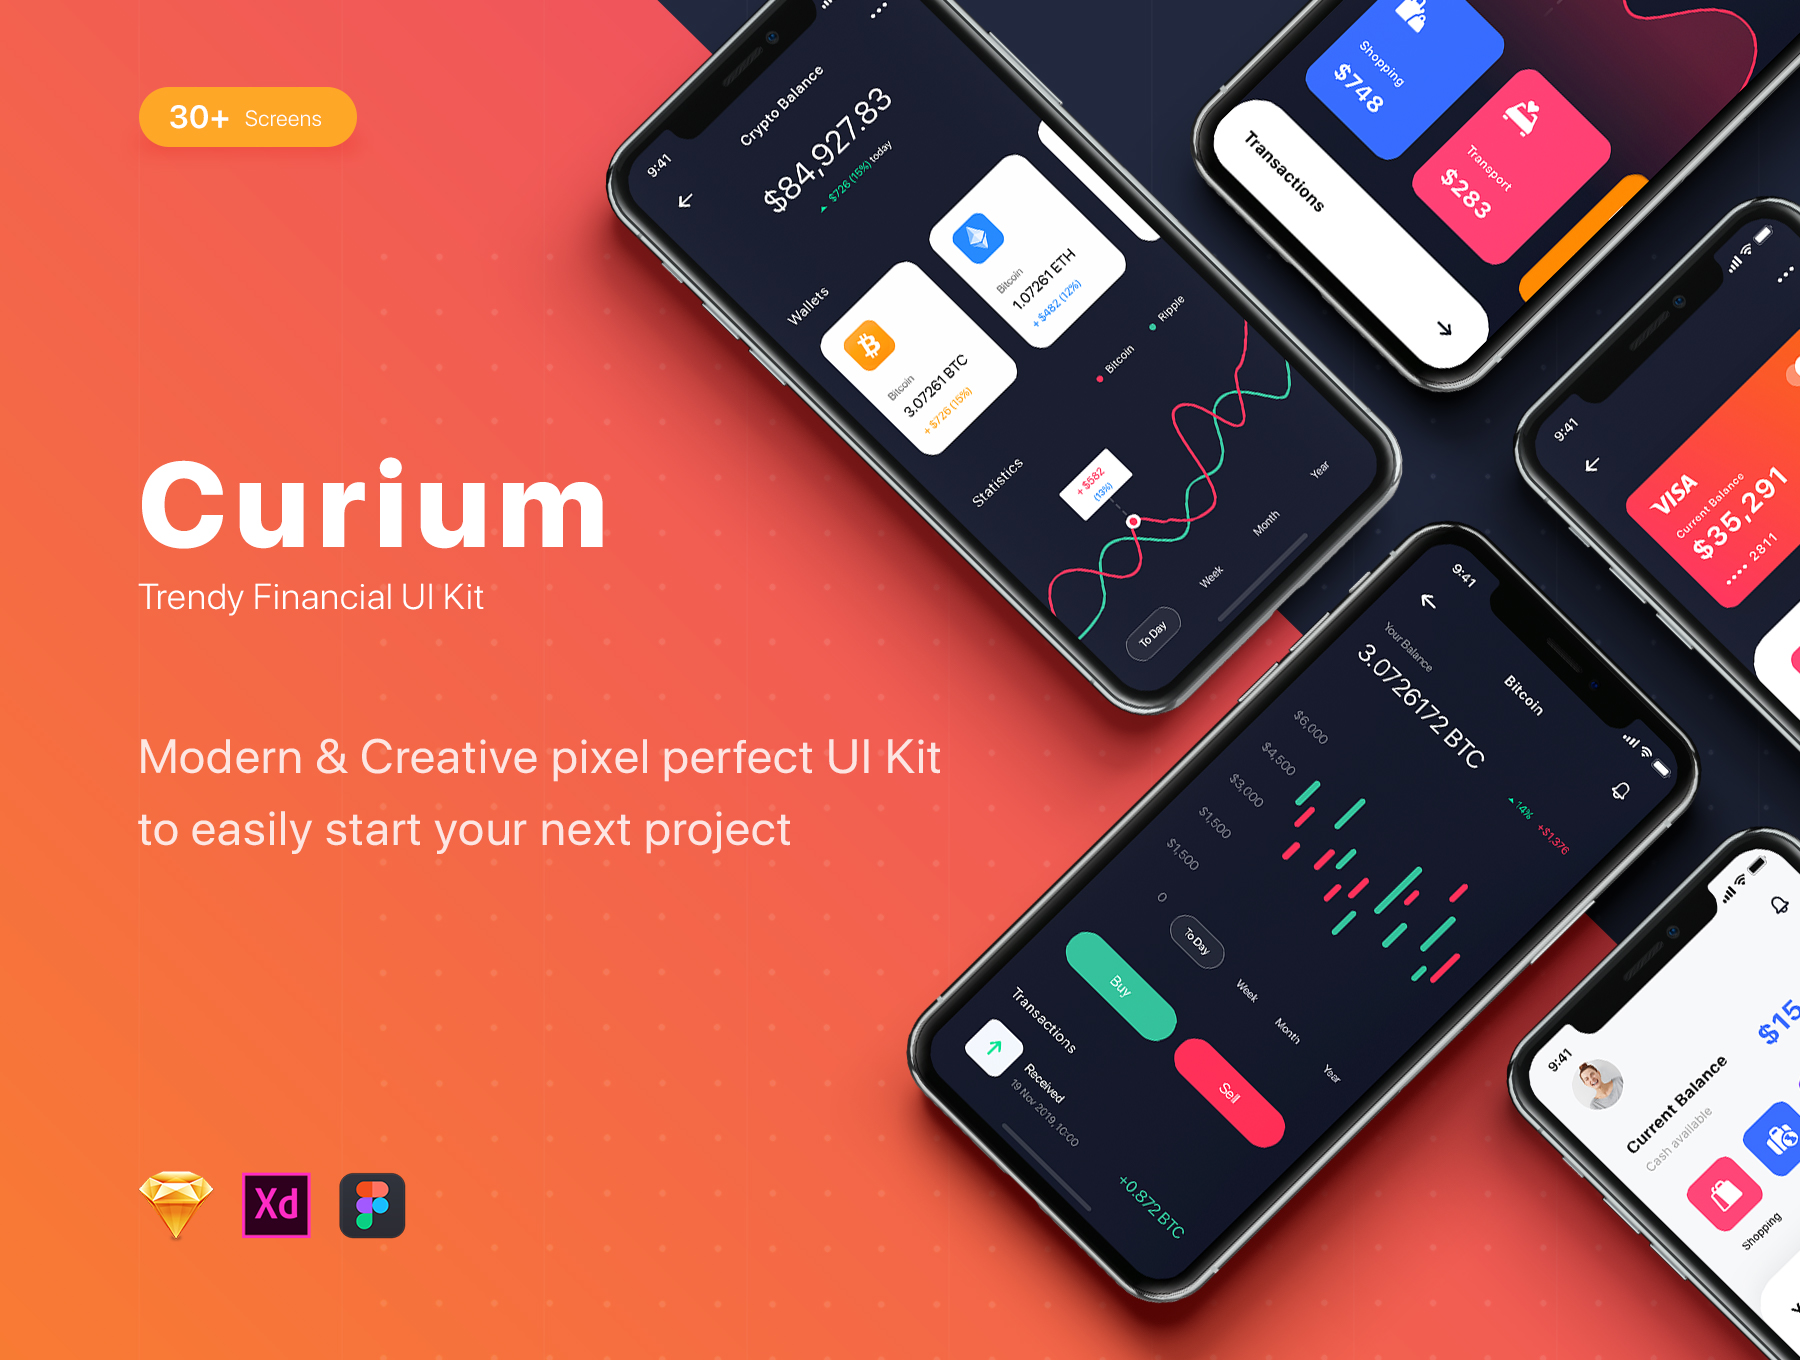 30+ Screens
Curium
Trendy Financial UI Kit
Modern & Creative pixel perfect UI Kit
to easily start your next project
Xd
9:41
Crypto Balance
$84,927.83
$726 (15%) today
Wallets
Bitcoin
3.07261 BTC
+ $726 (15%)
Bitcoin
1.07261 ETH
+ $482 (12%)
Statistics
Bitcoin
Ripple
+ $582
(13%)
To Day
Week
Month
Year
Shopping
$748
Transport
$283
Transactions
9:41
VISA
Current Balance
$35,291
•••• 2811
9:41
Bitcoin
Your Balance
3.0726172 BTC
14%
+$1,376
$6,000
$4,500
$3,000
$1,500
$1,500
0
To Day
Week
Month
Year
Buy
Sell
Transactions
Received
19 Nov 2019, 10:00
+0.872 BTC
9:41
Current Balance
Cash available
$15
Shopping